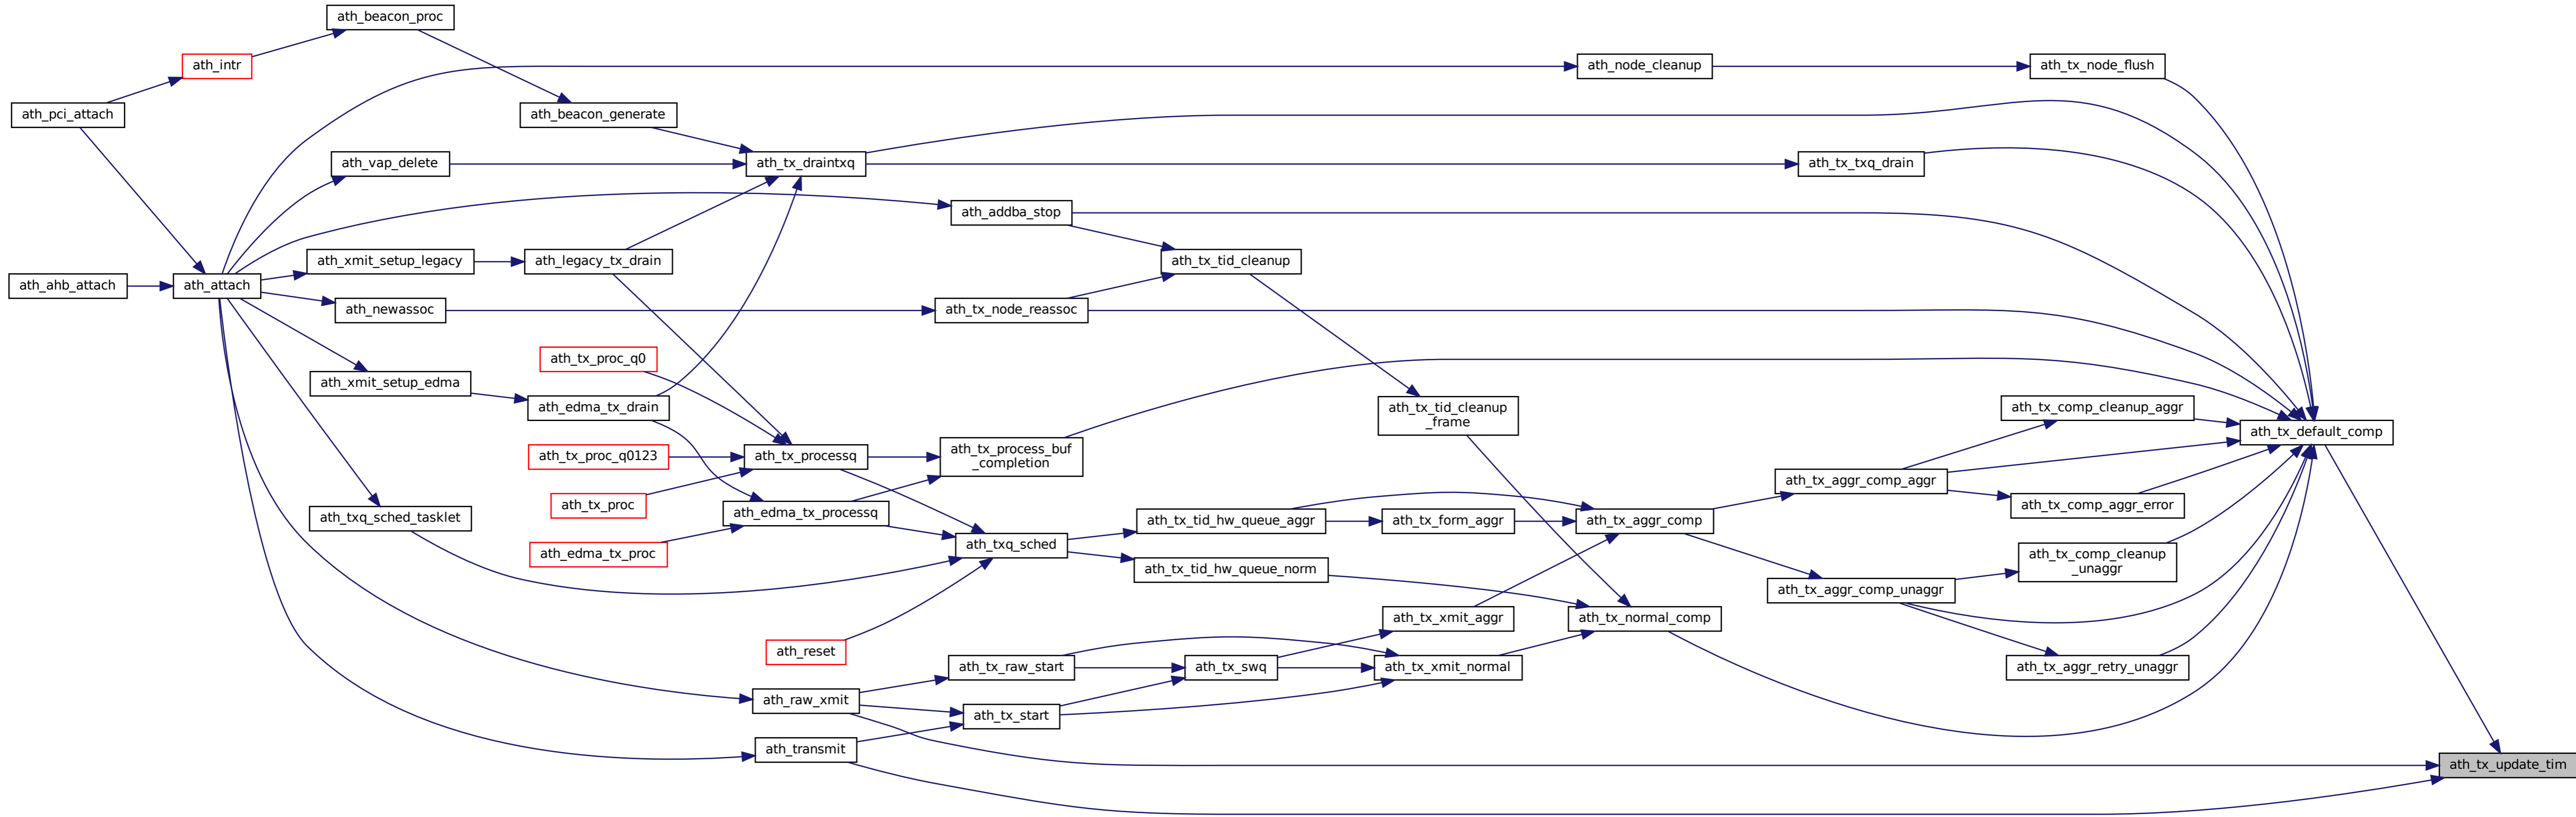 ath_beacon_proc
ath_intr
ath_node_cleanup
ath_tx_node_flush
ath_pci_attach
ath_beacon_generate
ath_vap_delete
ath_tx_draintxq
ath_tx_txq_drain
ath_addba_stop
ath_xmit_setup_legacy
ath_legacy_tx_drain
ath_tx_tid_cleanup
ath_ahb_attach
ath_attach
ath_newassoc
ath_tx_node_reassoc
ath_tx_proc_q0
ath_xmit_setup_edma
ath_edma_tx_drain
ath_tx_tid_cleanup
_frame
ath_tx_comp_cleanup_aggr
ath_tx_default_comp
ath_tx_proc_q0123
ath_tx_processq
ath_tx_process_buf
_completion
ath_tx_aggr_comp_aggr
ath_tx_proc
ath_tx_comp_aggr_error
ath_txq_sched_tasklet
ath_edma_tx_processq
ath_tx_tid_hw_queue_aggr
ath_tx_form_aggr
ath_tx_aggr_comp
ath_edma_tx_proc
ath_txq_sched
ath_tx_comp_cleanup
_unaggr
ath_tx_tid_hw_queue_norm
ath_tx_aggr_comp_unaggr
ath_tx_xmit_aggr
ath_tx_normal_comp
ath_reset
ath_tx_raw_start
ath_tx_swq
ath_tx_xmit_normal
ath_tx_aggr_retry_unaggr
ath_raw_xmit
ath_tx_start
ath_transmit
ath_tx_update_tim